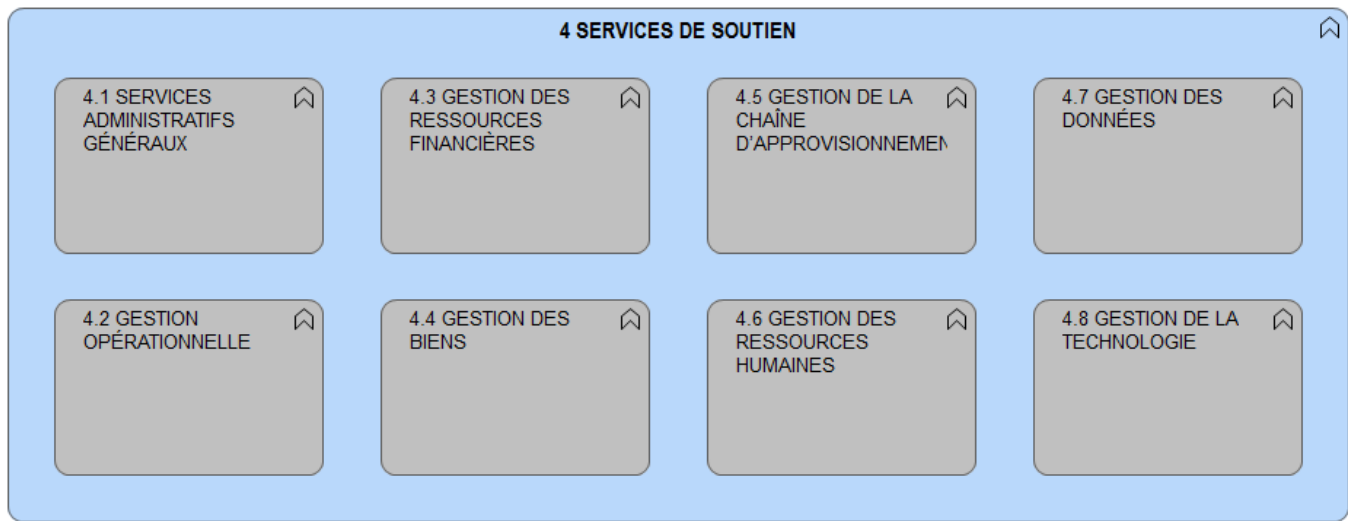 4 SERVICES DE SOUTIEN
4.1 SERVICES
ADMINISTRATIFS
GÉNÉRAUX
4.3 GESTION DES
RESSOURCES
FINANCIÈRES
4.5 GESTION DE LA
CHAÎNE
D'APPROVISIONNEMEN
4.7 GESTION DES
DONNÉES
4.2 GESTION
OPÉRATIONNELLE
4.4 GESTION DES
BIENS
4.6 GESTION DES
RESSOURCES
HUMAINES
4.8 GESTION DE LA
TECHNOLOGIE